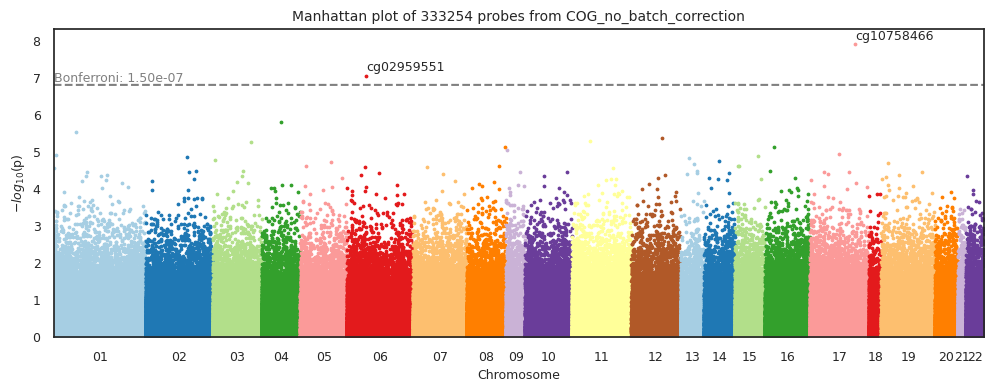 Manhattan plot of 333254 probes from COG_no_batch_correction
8
cg10758466
7
cg02959551
Bonferroni: 1.50e-07
6
5
4
3
2
1
0
−log₁₀(p)
01 02 03 04 05 06 07 08 09 10 11 12 13 14 15 16 17 18 19 20 21 22
Chromosome